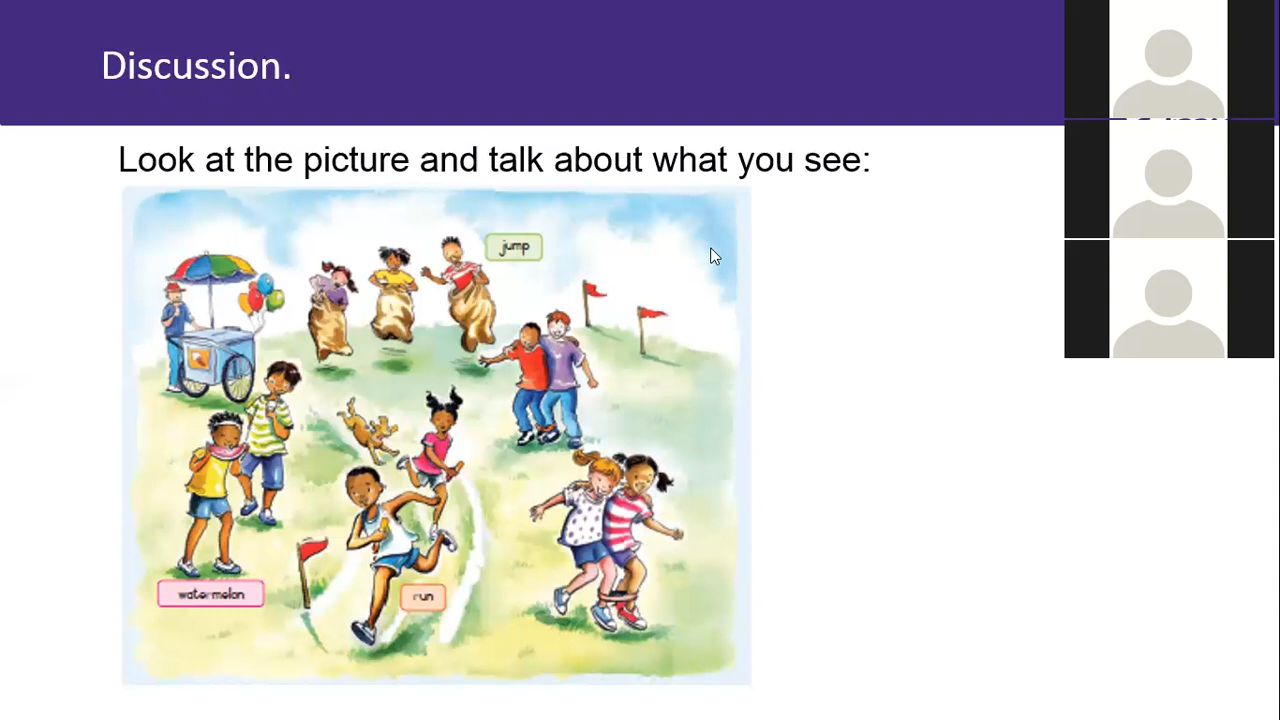 Discussion.
Look at the picture and talk about what you see:
jump
watermelon
run